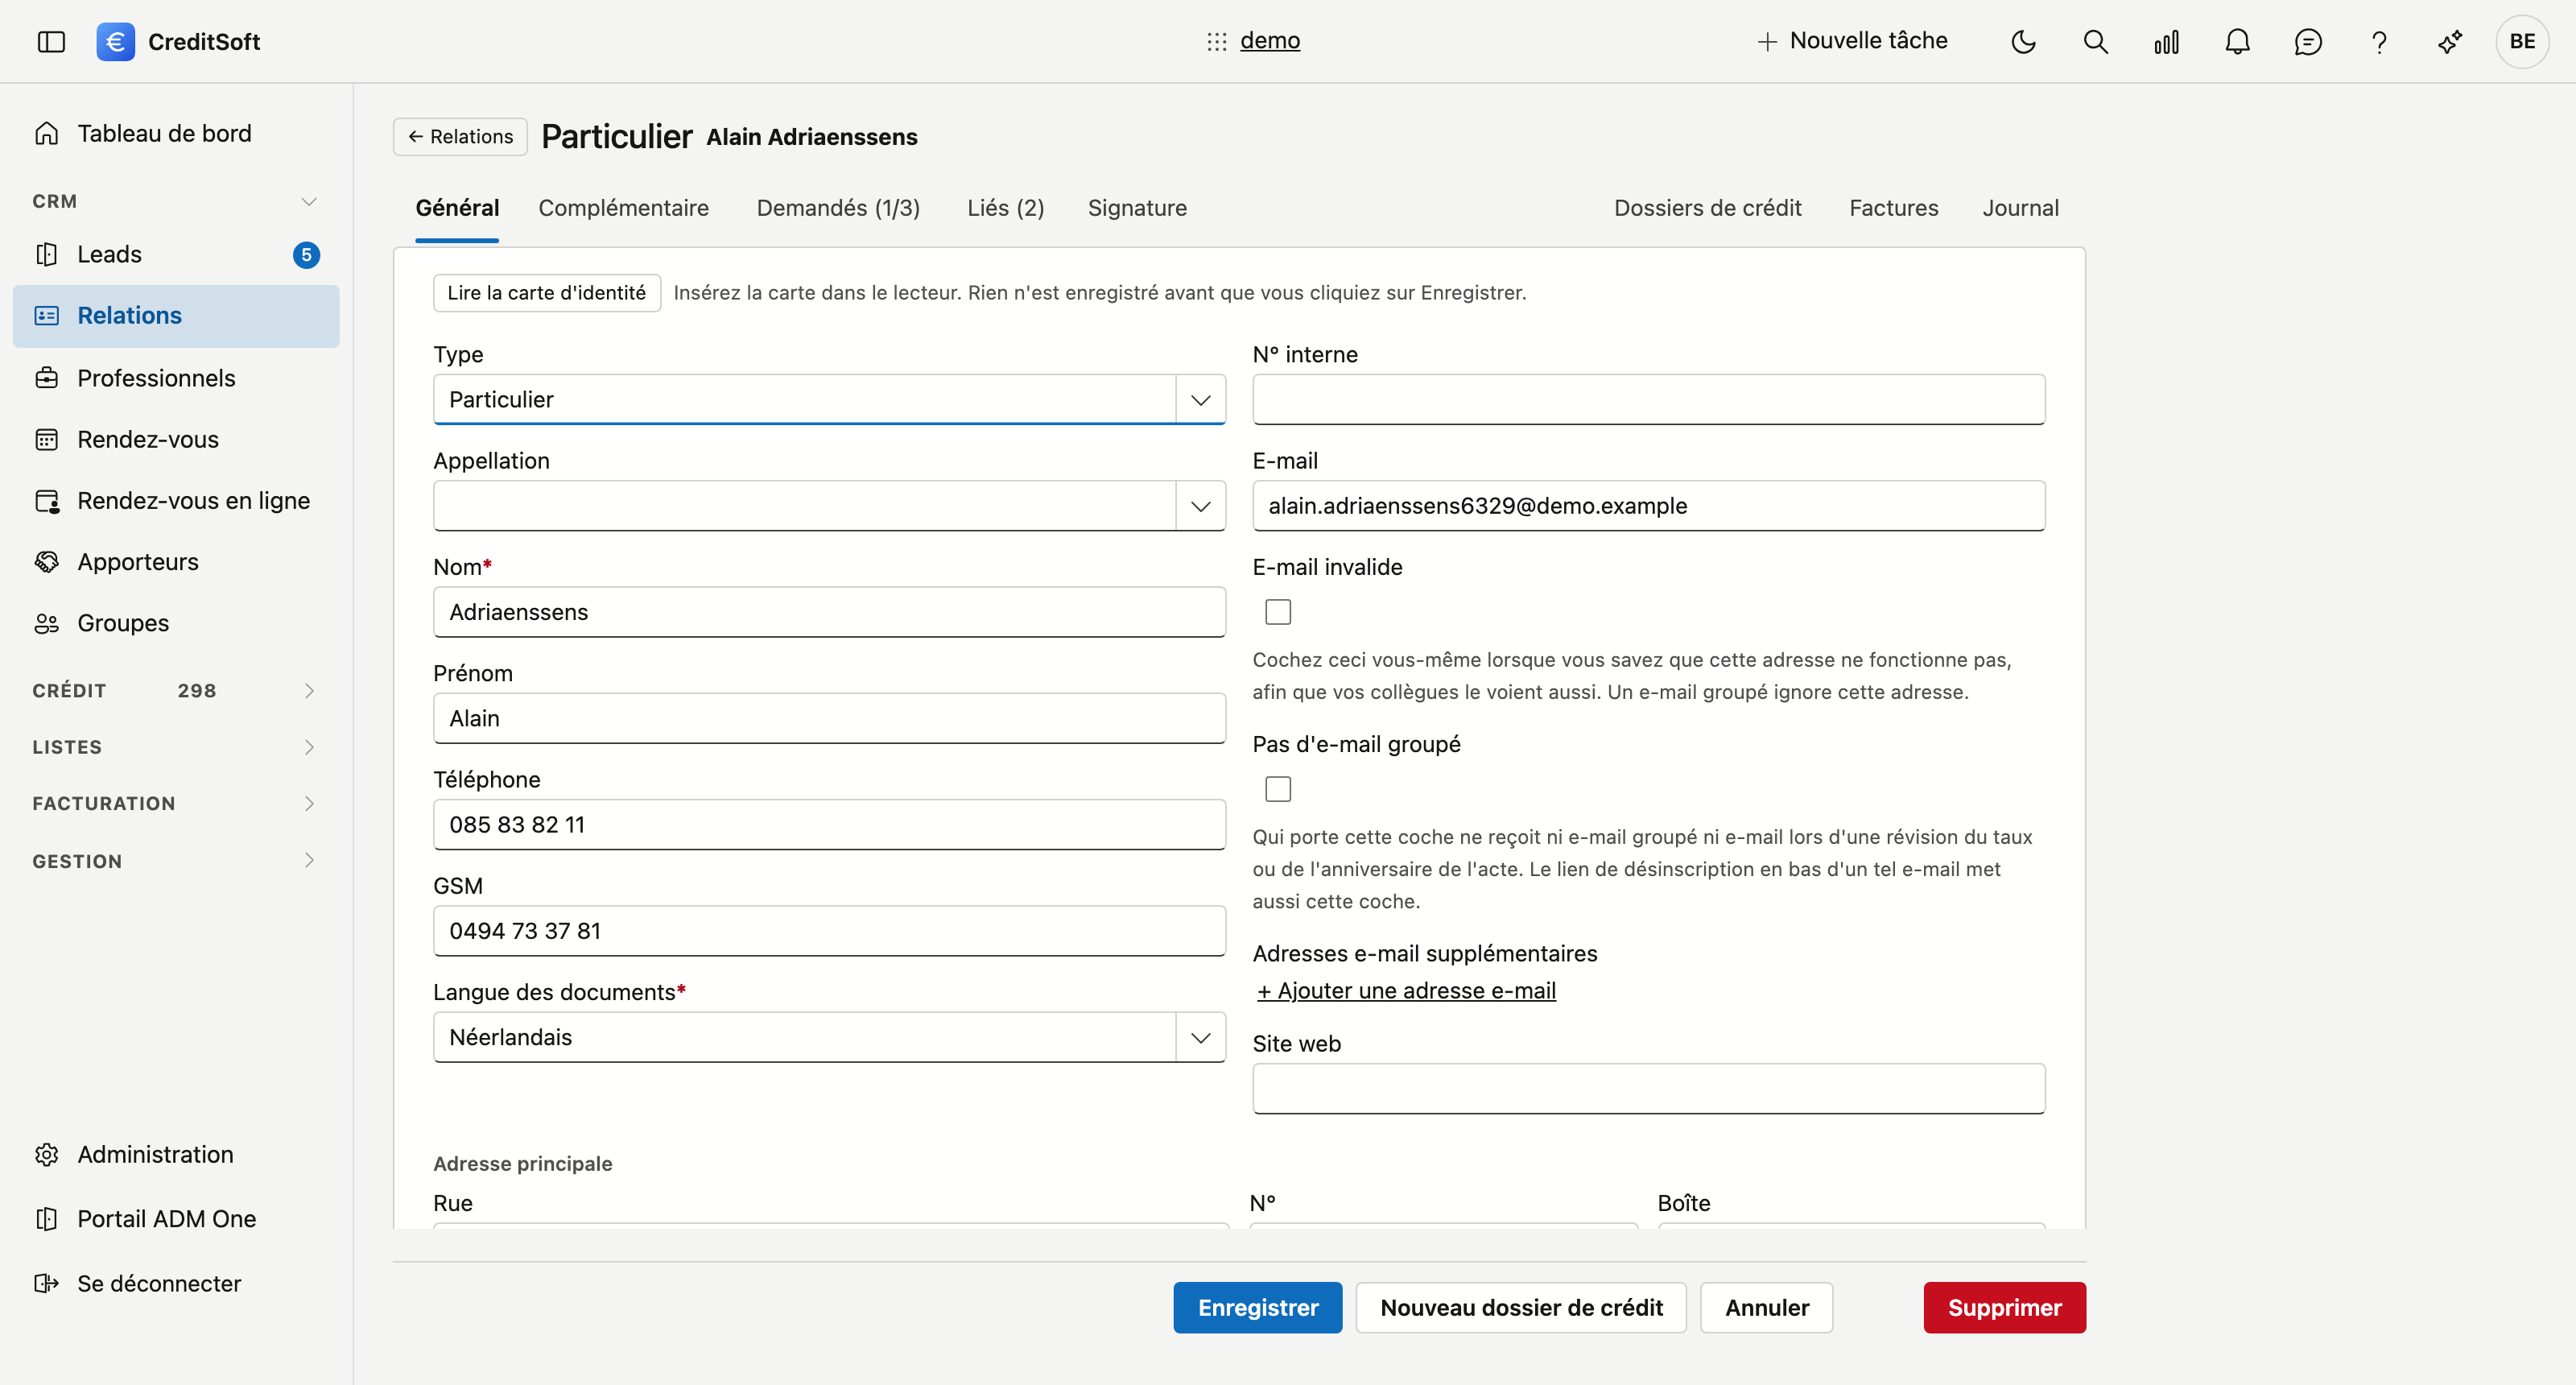 CreditSoft
demo
Nouvelle tâche
BE
Tableau de bord
CRM
Leads
5
Relations
Professionnels
Rendez-vous
Rendez-vous en ligne
Apporteurs
Groupes
CRÉDIT 298
LISTES
FACTURATION
GESTION
Administration
Portail ADM One
Se déconnecter
← Relations
Particulier Alain Adriaenssens
Général
Complémentaire
Demandés (1/3)
Liés (2)
Signature
Dossiers de crédit
Factures
Journal
Lire la carte d'identité
Insérez la carte dans le lecteur. Rien n'est enregistré avant que vous cliquiez sur Enregistrer.
Type
Particulier
Appellation
Nom*
Adriaenssens
Prénom
Alain
Téléphone
085 83 82 11
GSM
0494 73 37 81
Langue des documents*
Néerlandais
N° interne
E-mail
alain.adriaenssens6329@demo.example
E-mail invalide
Cochez ceci vous-même lorsque vous savez que cette adresse ne fonctionne pas,
afin que vos collègues le voient aussi. Un e-mail groupé ignore cette adresse.
Pas d'e-mail groupé
Qui porte cette coche ne reçoit ni e-mail groupé ni e-mail lors d'une révision du taux
ou de l'anniversaire de l'acte. Le lien de désinscription en bas d'un tel e-mail met
aussi cette coche.
Adresses e-mail supplémentaires
+ Ajouter une adresse e-mail
Site web
Adresse principale
Rue
N°
Boîte
Enregistrer
Nouveau dossier de crédit
Annuler
Supprimer